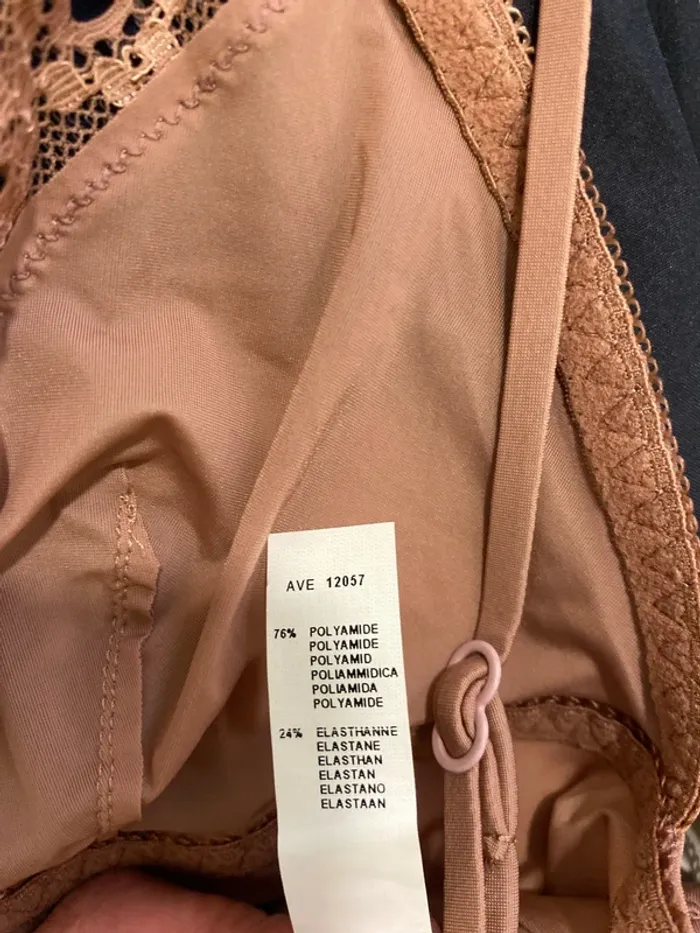 AVE 12057
76% POLYAMIDE
POLYAMIDE
POLYAMID
POLIAMMIDICA
POLIAMIDA
POLYAMIDE
24% ELASTHANNE
ELASTANE
ELASTHAN
ELASTAN
ELASTANO
ELASTAAN